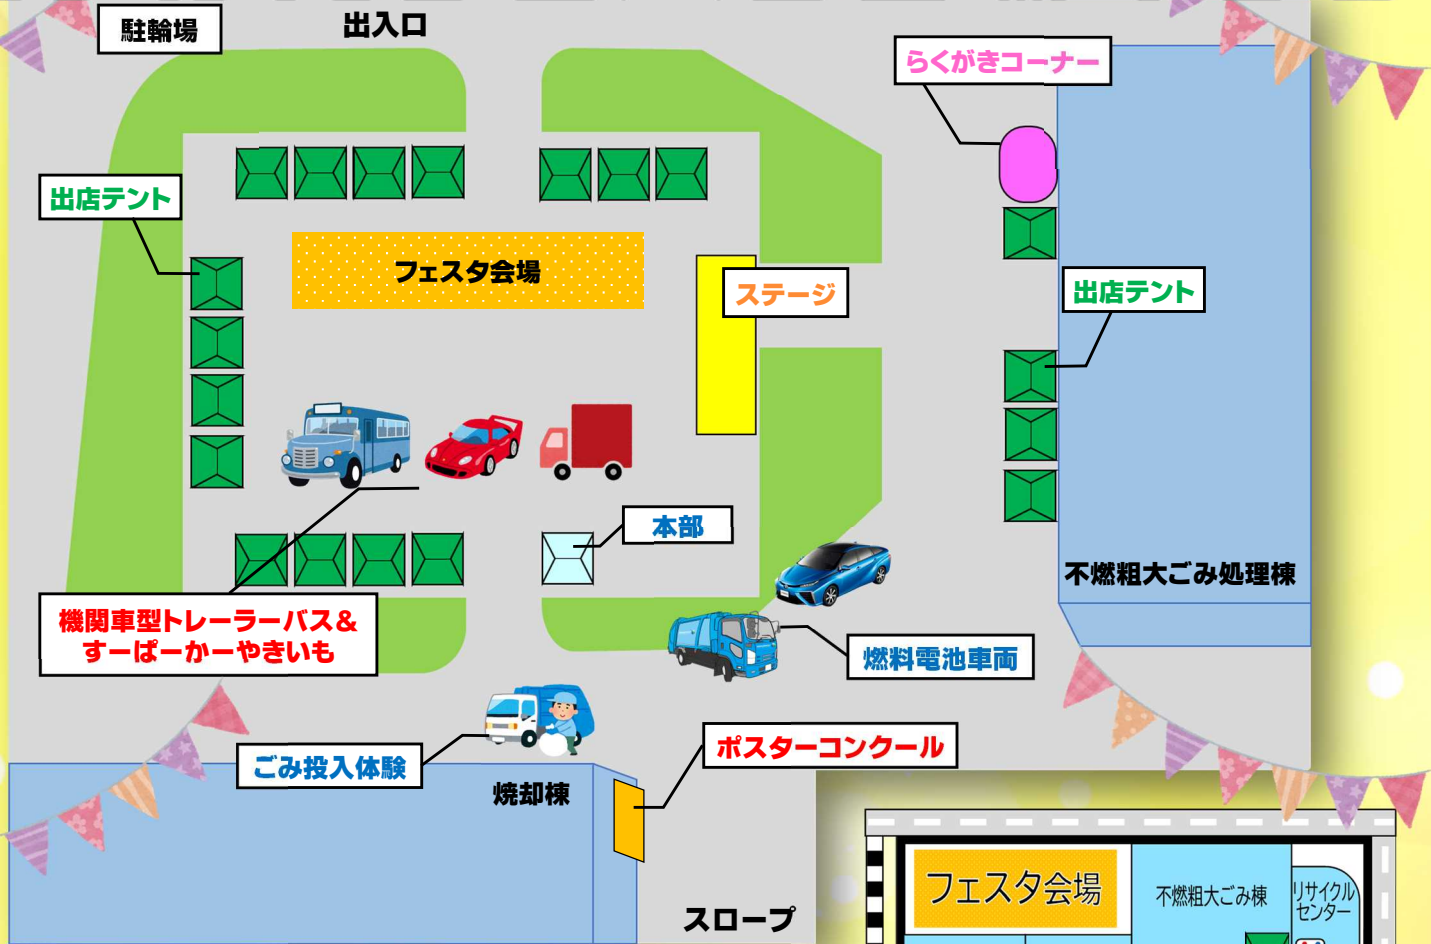 駐輪場
出入口
らくがきコーナー
出店テント
フェスタ会場
ステージ
出店テント
本部
不燃粗大ごみ処理棟
機関車型トレーラーバス&
すーぱーかーやきいも
燃料電池車両
ごみ投入体験
ポスターコンクール
焼却棟
スロープ
フェスタ会場
不燃粗大ごみ棟
リサイクル
センター